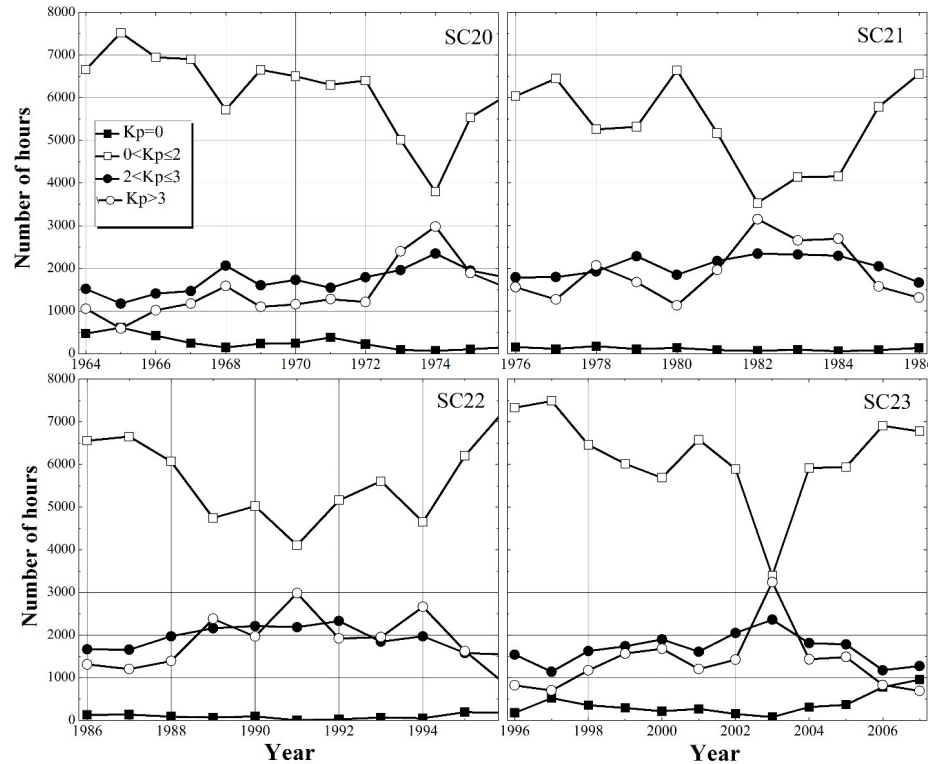 SC20
SC21
8000
7000
6000
5000
4000
3000
2000
1000
0
Number of hours
Kp=0
0<Kp≤2
2<Kp≤3
Kp>3
1964 1966 1968 1970 1972 1974
1976 1978 1980 1982 1984 1986
SC22
SC23
8000
7000
6000
5000
4000
3000
2000
1000
0
Number of hours
1986 1988 1990 1992 1994
1996 1998 2000 2002 2004 2006
Year
Year